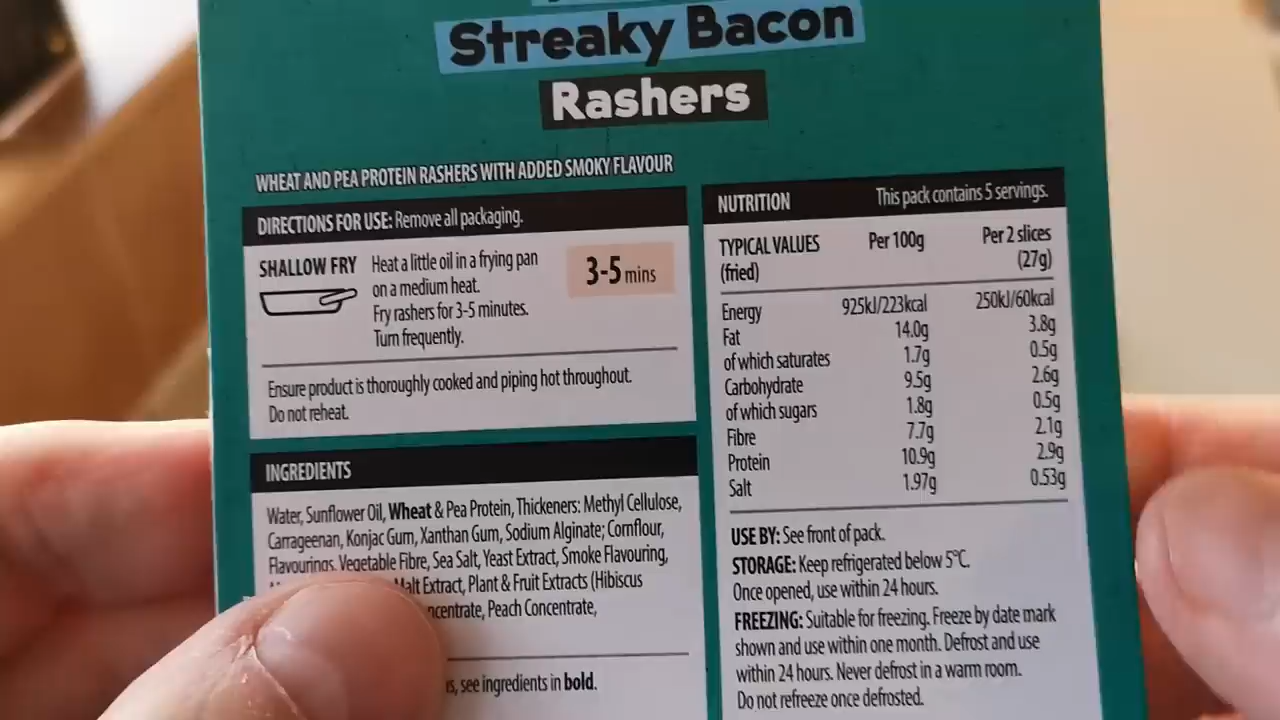 Streaky Bacon
Rashers
WHEAT AND PEA PROTEIN RASHERS WITH ADDED SMOKY FLAVOUR
DIRECTIONS FOR USE: Remove all packaging.
SHALLOW FRY
Heat a little oil in a frying pan
on a medium heat.
Fry rashers for 3-5 minutes.
Turn frequently.
3-5 mins
Ensure product is thoroughly cooked and piping hot throughout.
Do not reheat.
INGREDIENTS
Water, Sunflower Oil, Wheat & Pea Protein, Thickeners: Methyl Cellulose,
Carrageenan, Konjac Gum, Xanthan Gum, Sodium Alginate; Cornflour,
Flavourings, Vegetable Fibre, Sea Salt, Yeast Extract, Smoke Flavouring,
Malt Extract, Plant & Fruit Extracts (Hibiscus
Peach Concentrate,
see ingredients in bold.
NUTRITION This pack contains 5 servings.
TYPICAL VALUES Per 100g Per 2 slices
(fried) (27g)
Energy 925kJ/223kcal 250kJ/60kcal
Fat 14.0g 3.8g
of which saturates 1.7g 0.5g
Carbohydrate 9.5g 2.6g
of which sugars 1.8g 0.5g
Fibre 7.7g 2.1g
Protein 10.9g 2.9g
Salt 1.97g 0.53g
USE BY: See front of pack.
STORAGE: Keep refrigerated below 5°C.
Once opened, use within 24 hours.
FREEZING: Suitable for freezing. Freeze by date mark
shown and use within one month. Defrost and use
within 24 hours. Never defrost in a warm room.
Do not refreeze once defrosted.